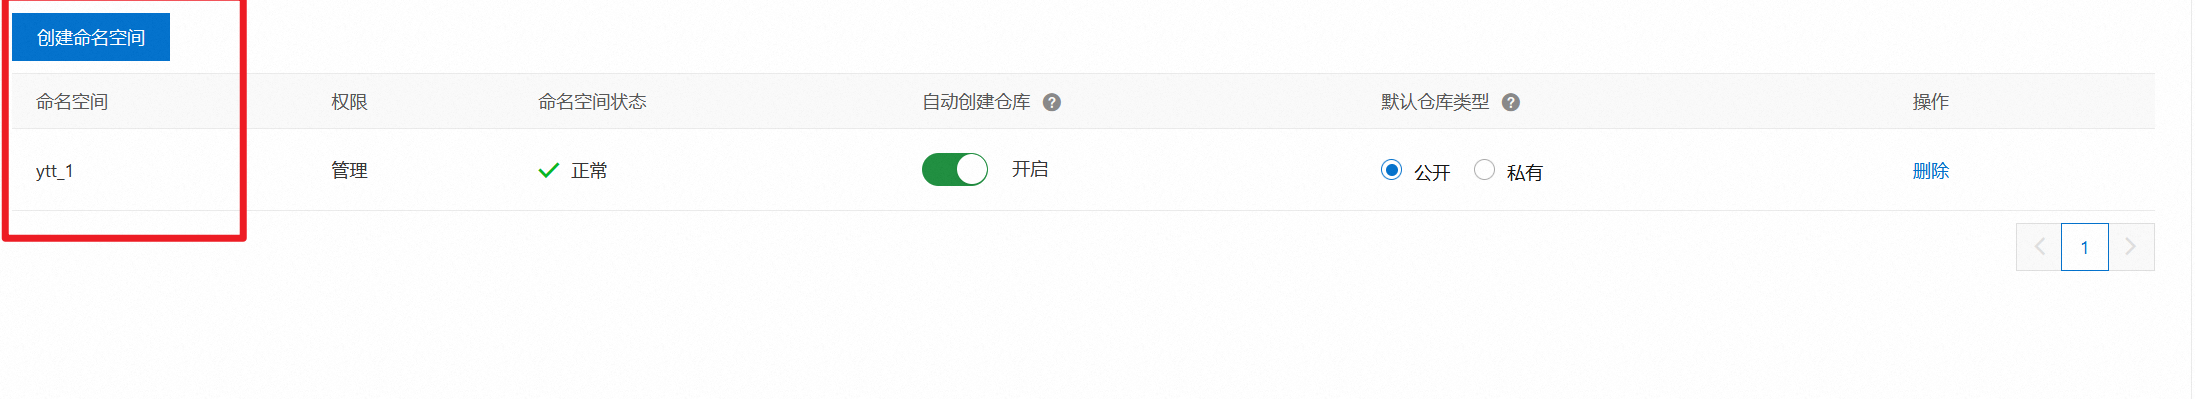 创建命名空间
命名空间 权限 命名空间状态 自动创建仓库 ? 默认仓库类型 ? 操作
ytt_1 管理 正常 开启 公开 私有 删除
1